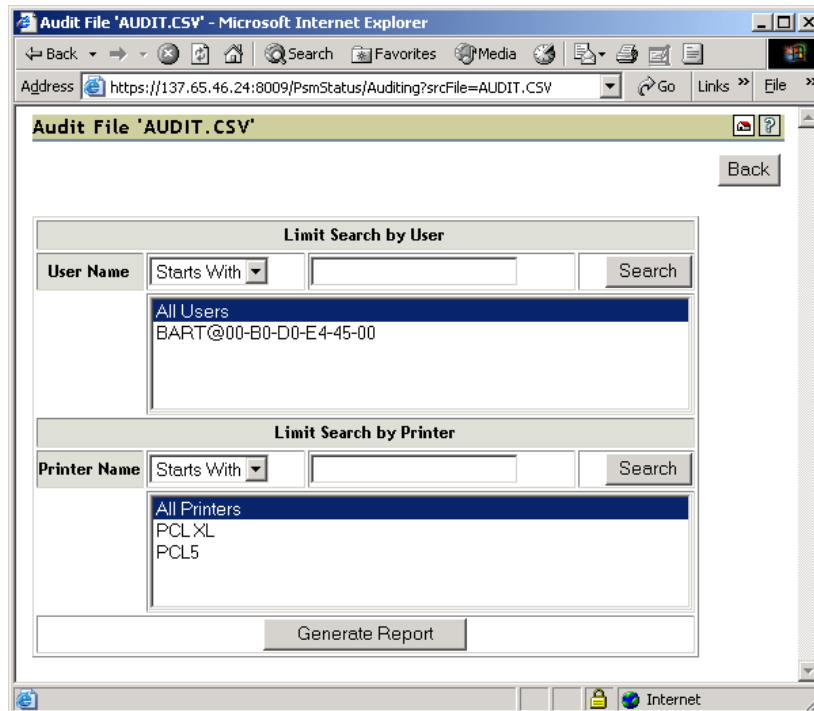 Audit File 'AUDIT.CSV' - Microsoft Internet Explorer
Back Search Favorites Media
Address https://137.65.46.24:8009/PsmStatus/Auditing?srcFile=AUDIT.CSV Go Links » File »
Audit File 'AUDIT.CSV' ?
Back
Limit Search by User
User Name Starts With Search
All Users
BART@00-B0-D0-E4-45-00
Limit Search by Printer
Printer Name Starts With Search
All Printers
PCL XL
PCL5
Generate Report
Internet